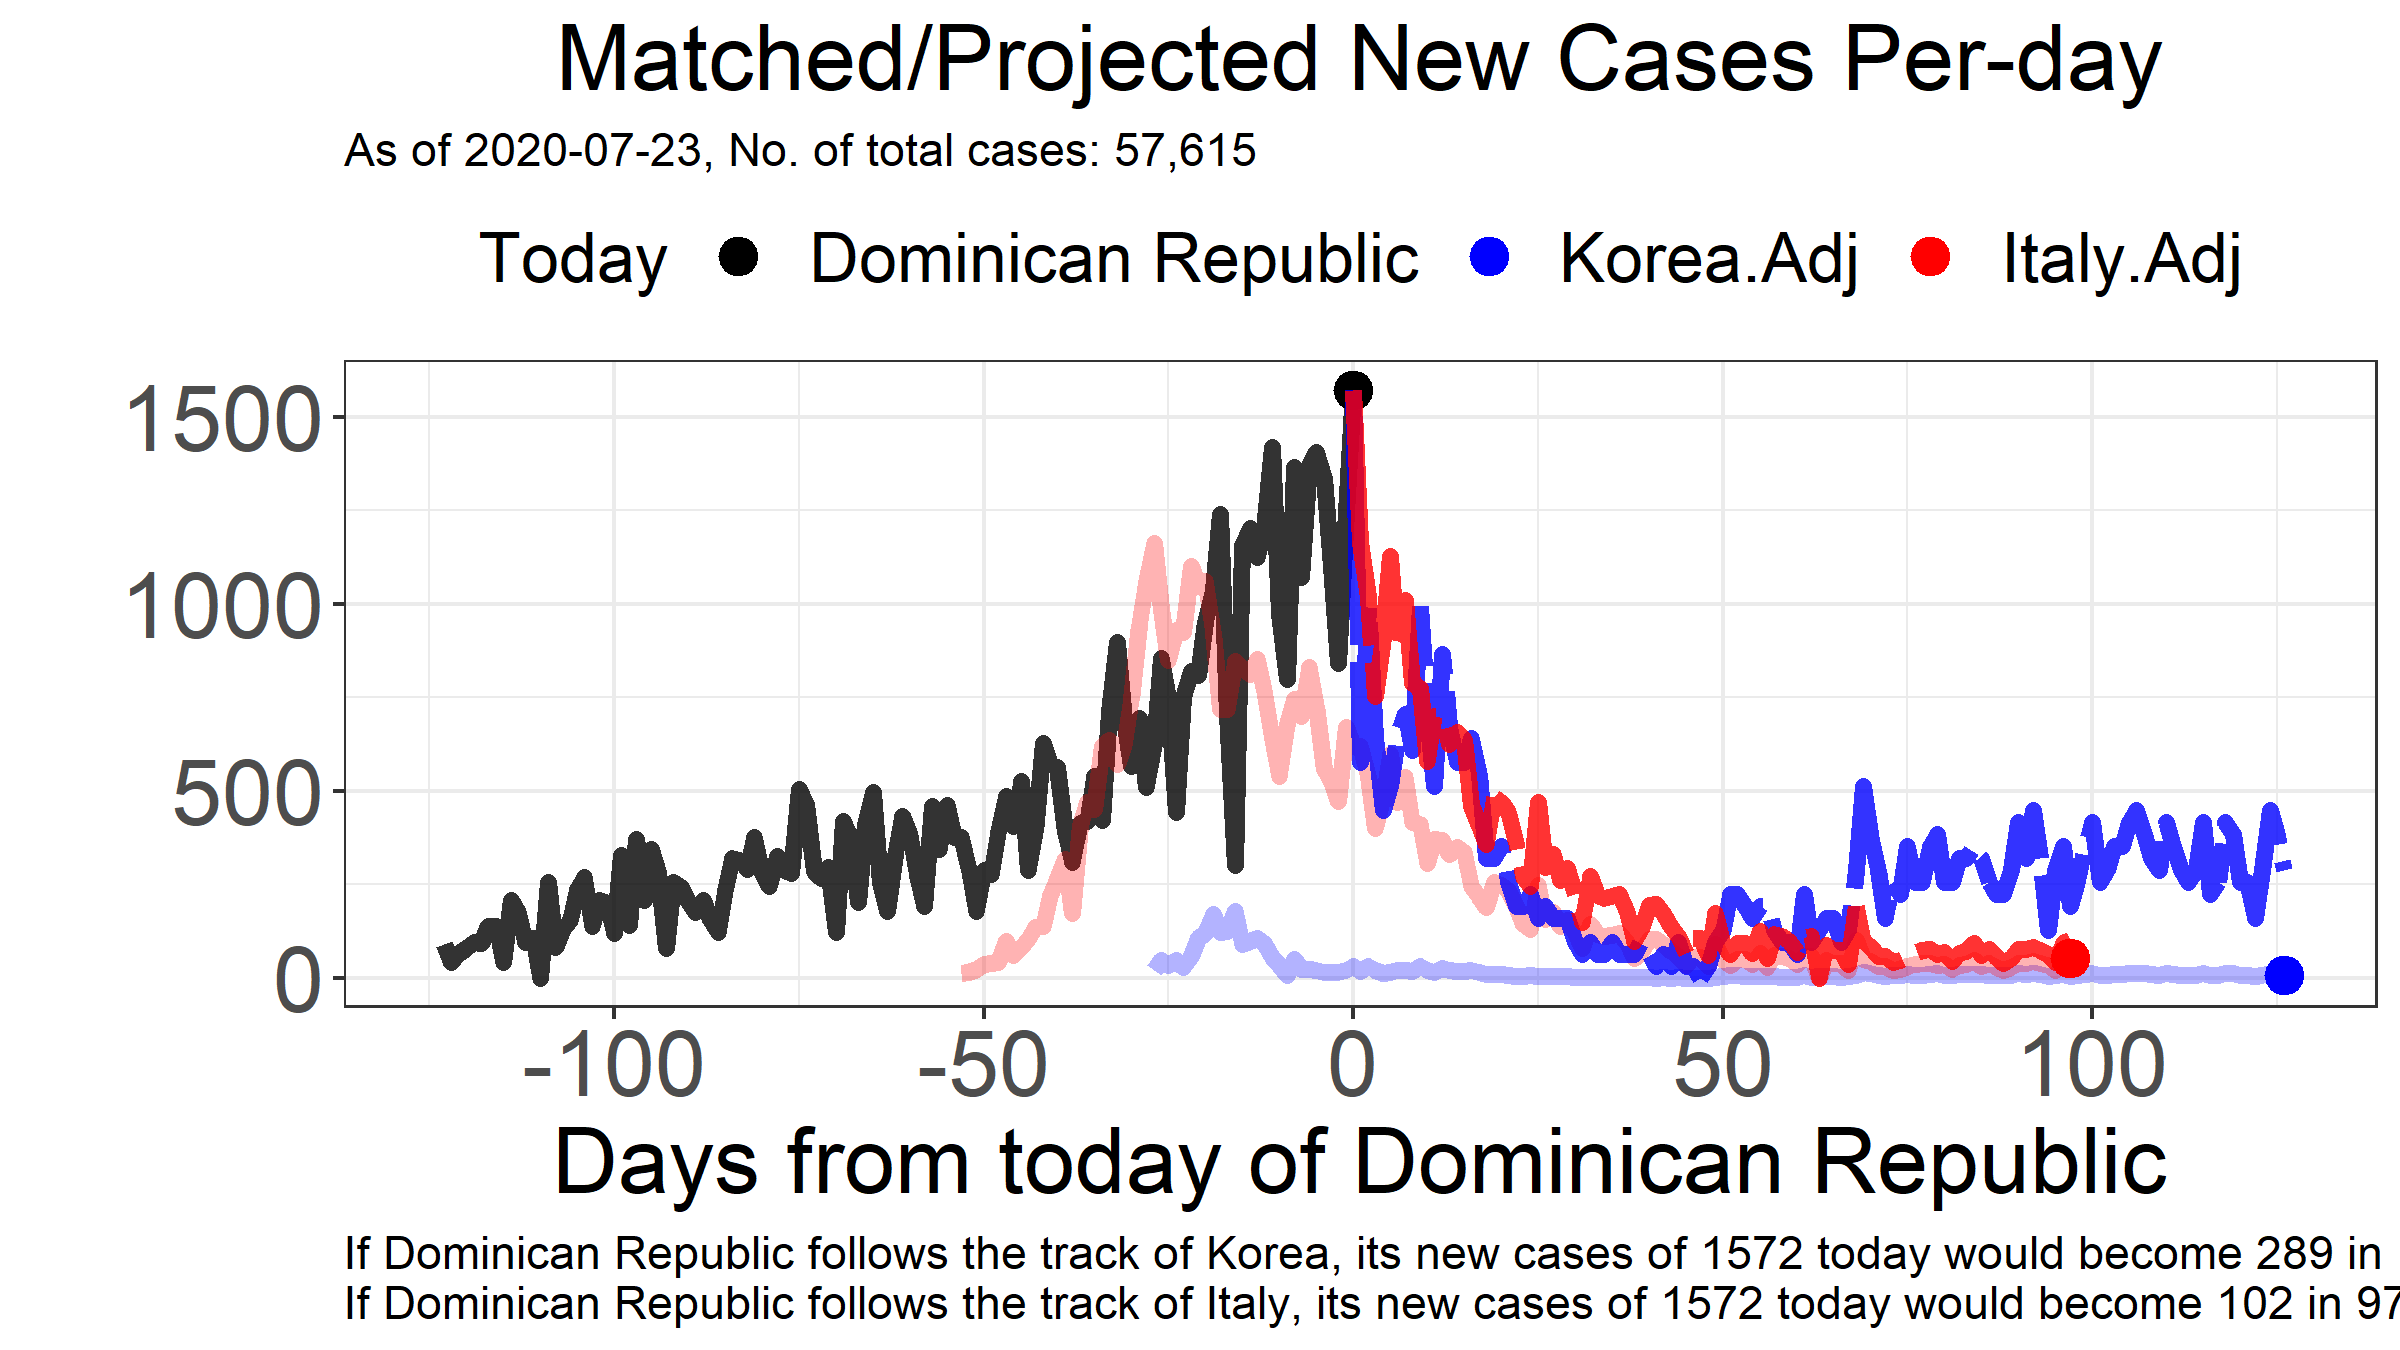 Matched/Projected New Cases Per-day
As of 2020-07-23, No. of total cases: 57,615
Today Dominican Republic Korea.Adj Italy.Adj
1500
1000
500
0
-100 -50 0 50 100
Days from today of Dominican Republic
If Dominican Republic follows the track of Korea, its new cases of 1572 today would become 289 in
If Dominican Republic follows the track of Italy, its new cases of 1572 today would become 102 in 97